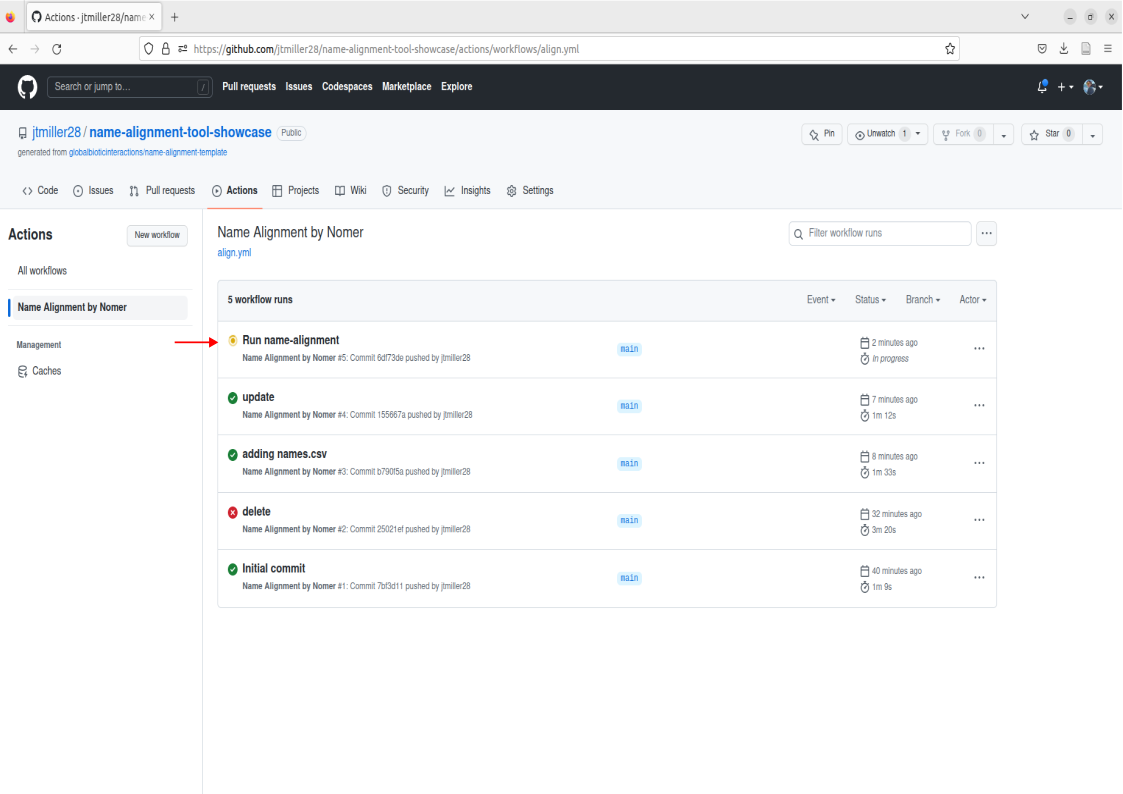 Actions · jtmiller28/name
https://github.com/jtmiller28/name-alignment-tool-showcase/actions/workflows/align.yml
Search or jump to... /
Pull requests Issues Codespaces Marketplace Explore
jtmiller28 / name-alignment-tool-showcase Public
Pin Unwatch 1 Fork 0 Star 0
generated from globalbioticinteractions/name-alignment-template
Code Issues Pull requests Actions Projects Wiki Security Insights Settings
Actions
New workflow
All workflows
Name Alignment by Nomer
Management
Caches
Name Alignment by Nomer
align.yml
Filter workflow runs
5 workflow runs
Event Status Branch Actor
Run name-alignment
Name Alignment by Nomer #5: Commit 6df73de pushed by jtmiller28
main
2 minutes ago
In progress
update
Name Alignment by Nomer #4: Commit 155667a pushed by jtmiller28
main
7 minutes ago
1m 12s
adding names.csv
Name Alignment by Nomer #3: Commit b790f5a pushed by jtmiller28
main
8 minutes ago
1m 33s
delete
Name Alignment by Nomer #2: Commit 25021ef pushed by jtmiller28
main
32 minutes ago
3m 20s
Initial commit
Name Alignment by Nomer #1: Commit 7bf3d11 pushed by jtmiller28
main
40 minutes ago
1m 9s